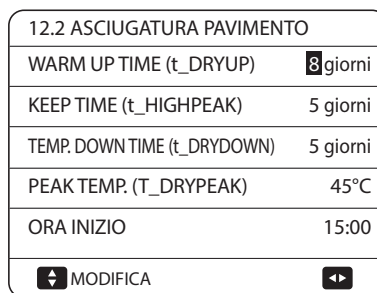 12.2 ASCIUGATURA PAVIMENTO
WARM UP TIME (t_DRYUP) 8 giorni
KEEP TIME (t_HIGHPEAK) 5 giorni
TEMP. DOWN TIME (t_DRYDOWN) 5 giorni
PEAK TEMP. (T_DRYPEAK) 45°C
ORA INIZIO 15:00
MODIFICA